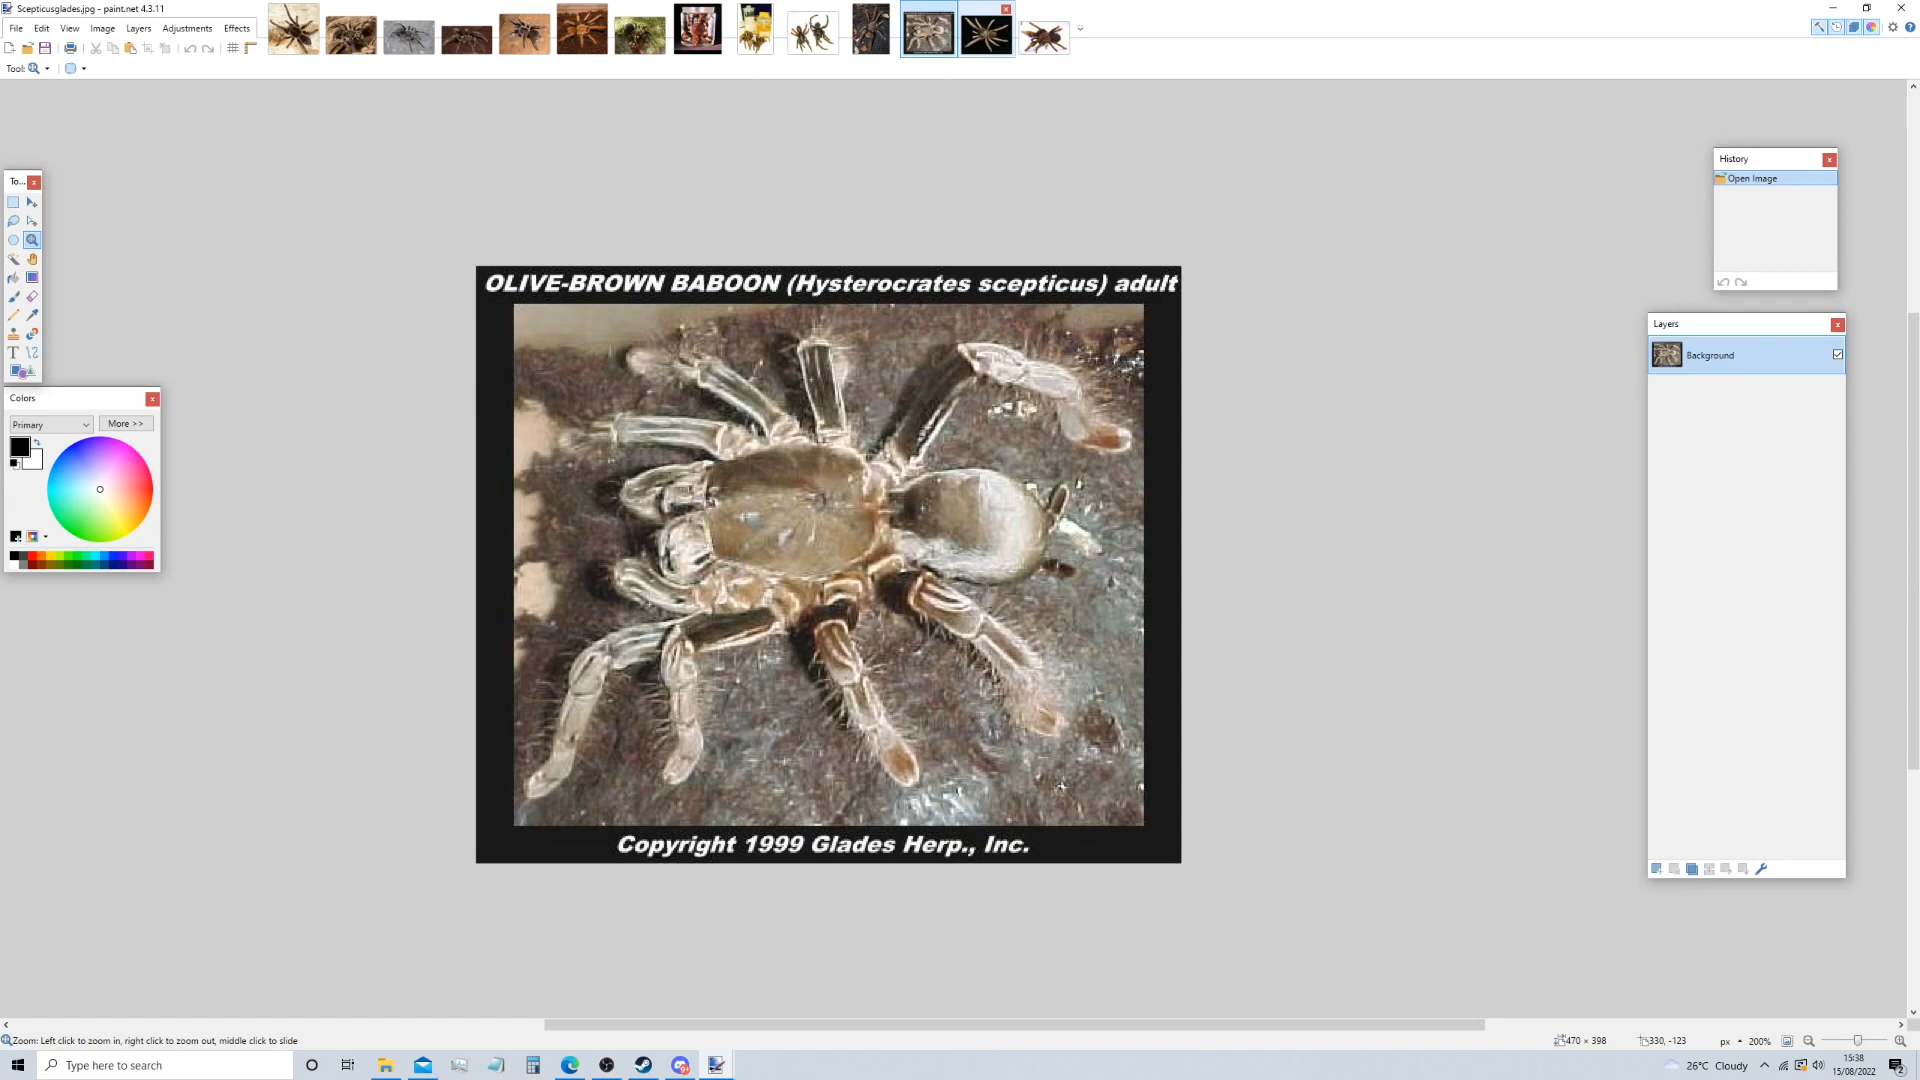 Scepticusglades.jpg - paint.net 4.3.11
File Edit View Image Layers Adjustments Effects
Tool:
To...
History
Open Image
OLIVE-BROWN BABOON (Hysterocrates scepticus) adult
Layers
Background
Colors
Primary
More >>
Copyright 1999 Glades Herp., Inc.
Zoom: Left click to zoom in, right click to zoom out, middle click to slide
470 × 398
330, -123
px
200%
Type here to search
26°C Cloudy
15:38
15/08/2022